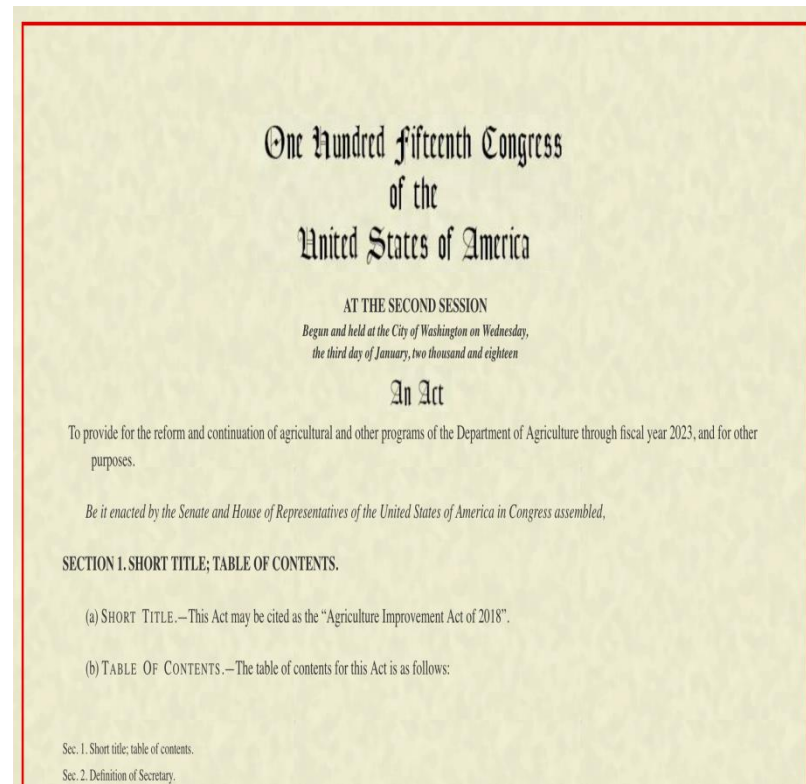 One Hundred Fifteenth Congress
of the
United States of America
AT THE SECOND SESSION
Begun and held at the City of Washington on Wednesday,
the third day of January, two thousand and eighteen
An Act
To provide for the reform and continuation of agricultural and other programs of the Department of Agriculture through fiscal year 2023, and for other
purposes.
Be it enacted by the Senate and House of Representatives of the United States of America in Congress assembled,
SECTION 1. SHORT TITLE; TABLE OF CONTENTS.
(a) SHORT TITLE.—This Act may be cited as the “Agriculture Improvement Act of 2018”.
(b) TABLE OF CONTENTS.—The table of contents for this Act is as follows:
Sec. 1. Short title; table of contents.
Sec. 2. Definition of Secretary.